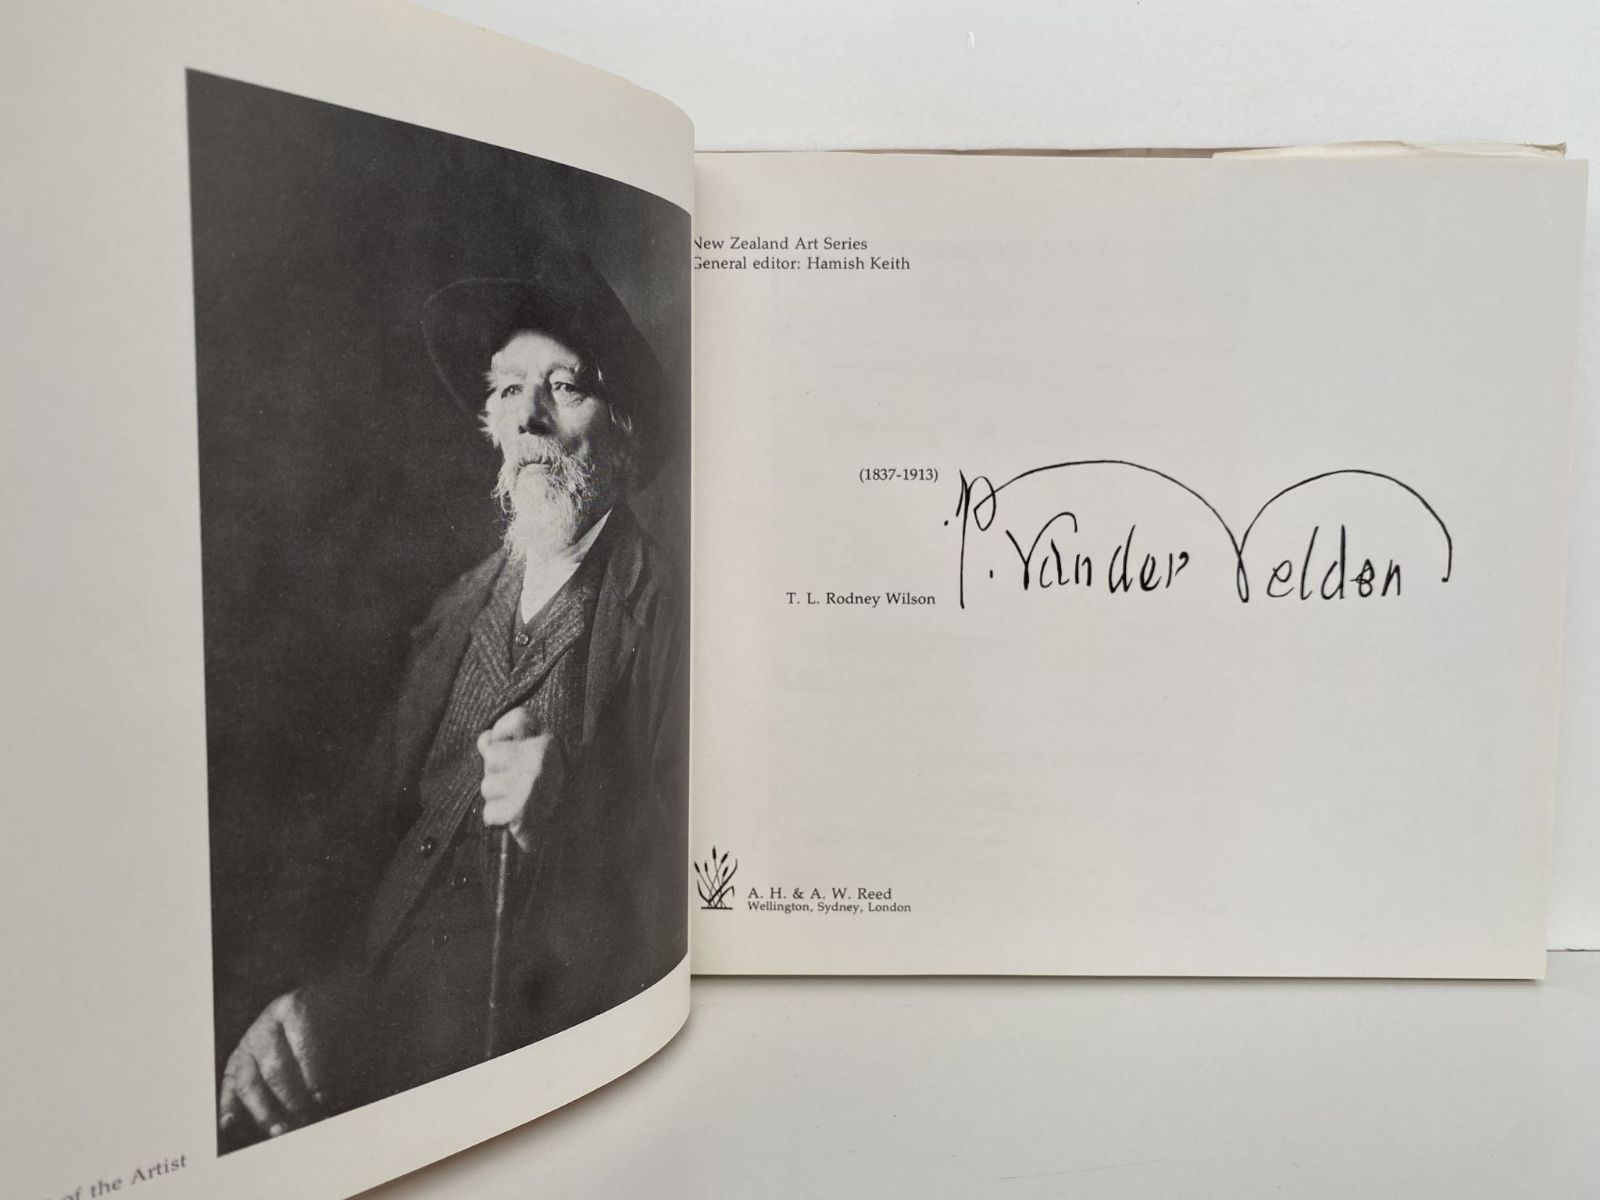 of the Artist
New Zealand Art Series
General editor: Hamish Keith
(1837-1913)
P. Van der Velden
T. L. Rodney Wilson
A. H. & A. W. Reed
Wellington, Sydney, London